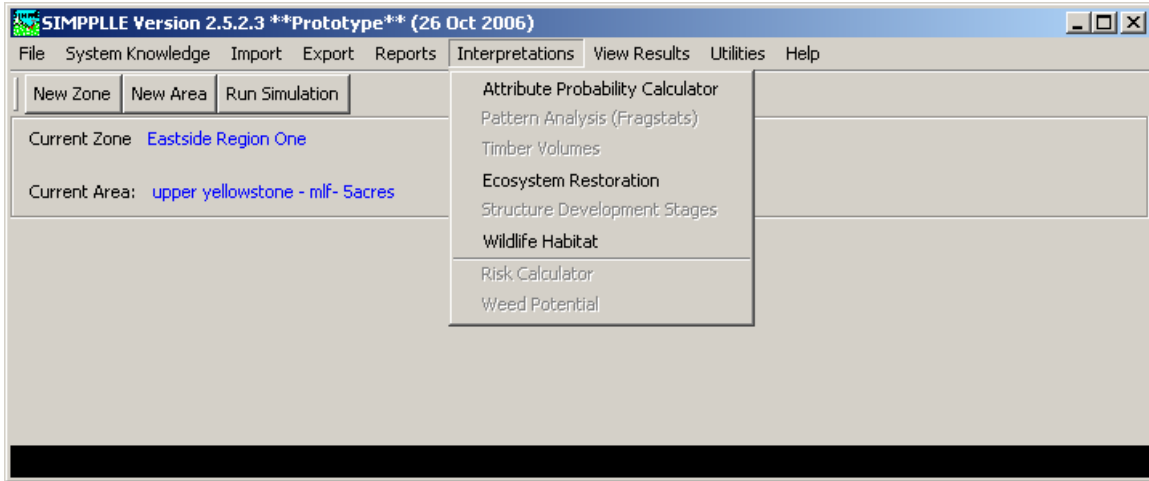 SIMPPLLE Version 2.5.2.3 **Prototype** (26 Oct 2006)
File System Knowledge Import Export Reports Interpretations View Results Utilities Help
New Zone New Area Run Simulation
Current Zone Eastside Region One
Current Area: upper yellowstone - mlf- 5acres
Attribute Probability Calculator
Pattern Analysis (Fragstats)
Timber Volumes
Ecosystem Restoration
Structure Development Stages
Wildlife Habitat
Risk Calculator
Weed Potential